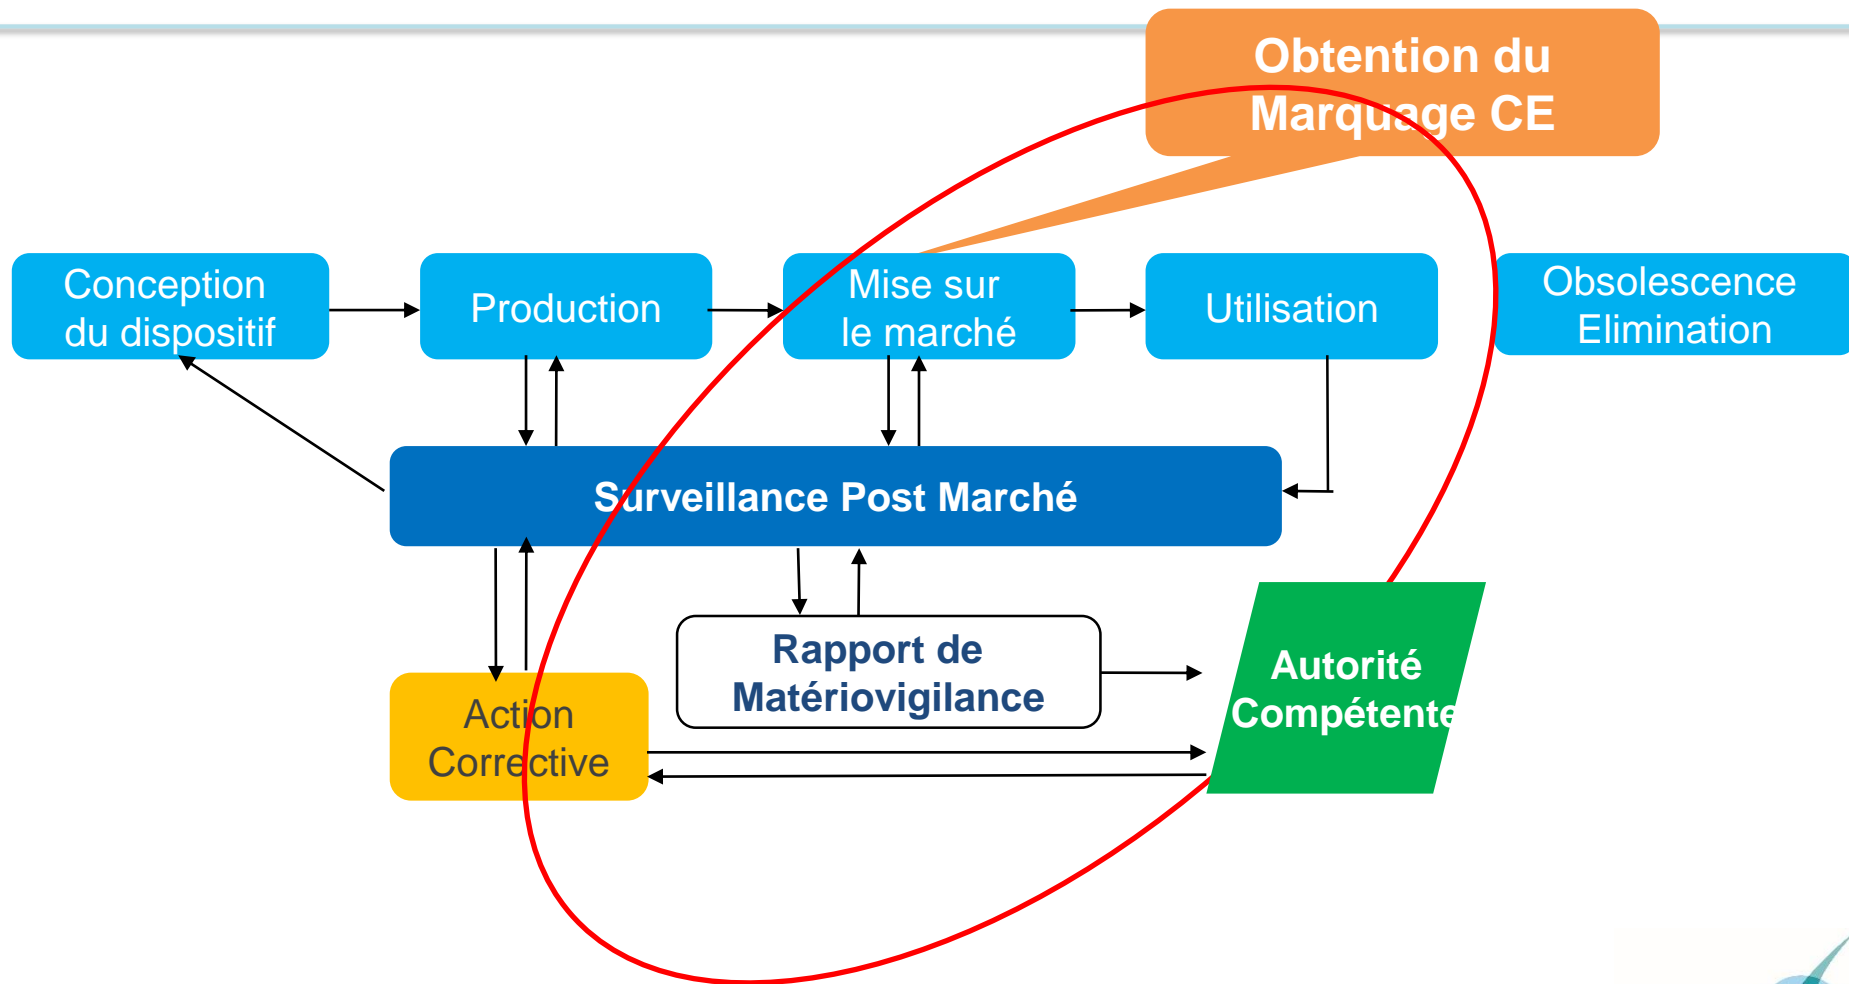 Obtention du
Marquage CE
Conception
du dispositif
Production
Mise sur
le marché
Utilisation
Obsolescence
Elimination
Surveillance Post Marché
Rapport de
Matériovigilance
Autorité
Compétente
Action
Corrective